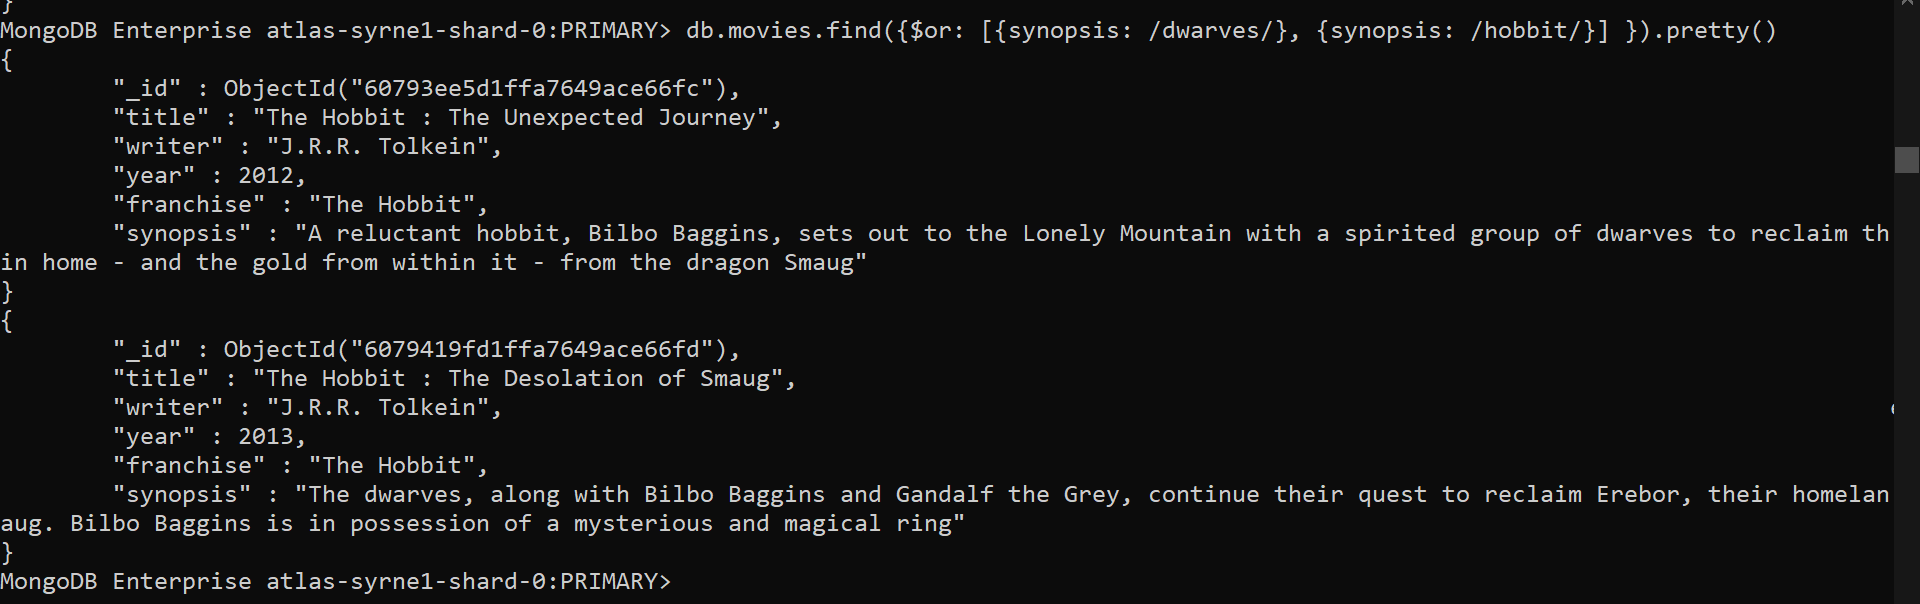 }
MongoDB Enterprise atlas-syrne1-shard-0:PRIMARY> db.movies.find({$or: [{synopsis: /dwarves/}, {synopsis: /hobbit/}] }).pretty()
{
        "_id" : ObjectId("60793ee5d1ffa7649ace66fc"),
        "title" : "The Hobbit : The Unexpected Journey",
        "writer" : "J.R.R. Tolkein",
        "year" : 2012,
        "franchise" : "The Hobbit",
        "synopsis" : "A reluctant hobbit, Bilbo Baggins, sets out to the Lonely Mountain with a spirited group of dwarves to reclaim th
in home - and the gold from within it - from the dragon Smaug"
}
{
        "_id" : ObjectId("6079419fd1ffa7649ace66fd"),
        "title" : "The Hobbit : The Desolation of Smaug",
        "writer" : "J.R.R. Tolkein",
        "year" : 2013,
        "franchise" : "The Hobbit",
        "synopsis" : "The dwarves, along with Bilbo Baggins and Gandalf the Grey, continue their quest to reclaim Erebor, their homelan
aug. Bilbo Baggins is in possession of a mysterious and magical ring"
}
MongoDB Enterprise atlas-syrne1-shard-0:PRIMARY>